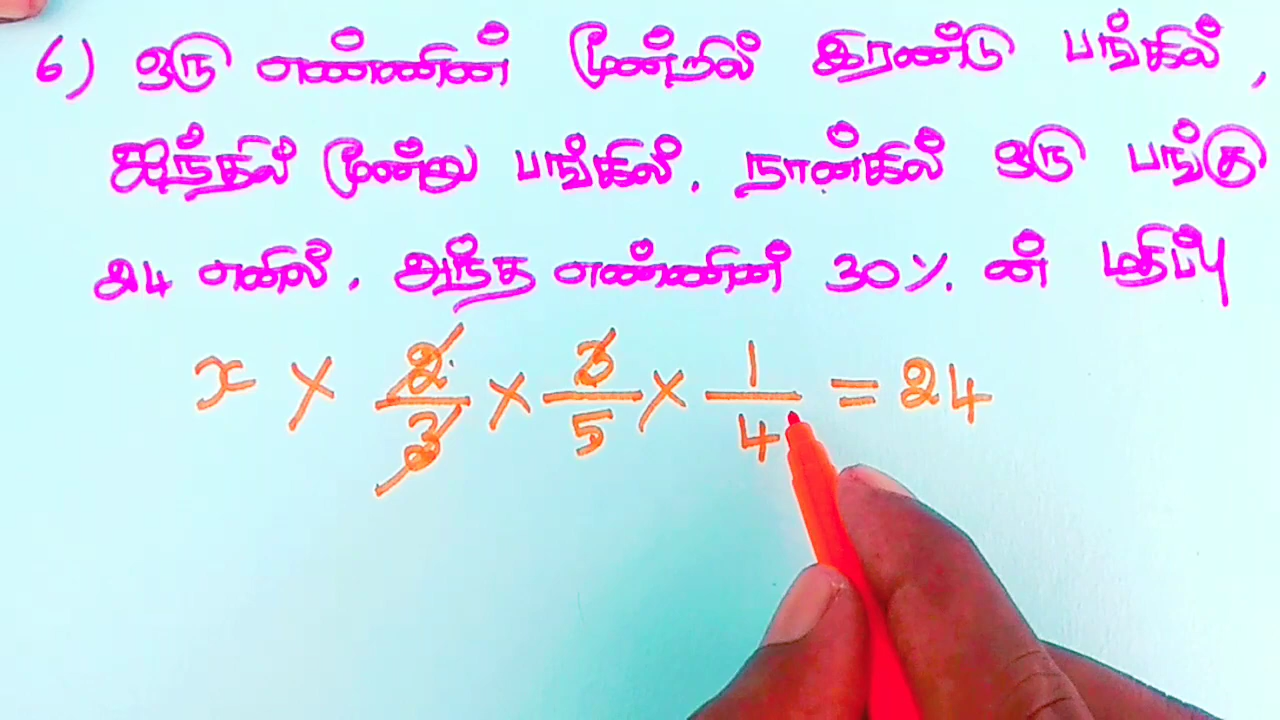 6) ஒரு எண்ணின் மூன்றில் இரண்டு பங்கில்,
ஐந்தில் மூன்று பங்கில், நான்கில் ஒரு பங்கு
24 எனில், அந்த எண்ணின் 30% ன் மதிப்பு
x × 2/3 × 3/5 × 1/4 = 24